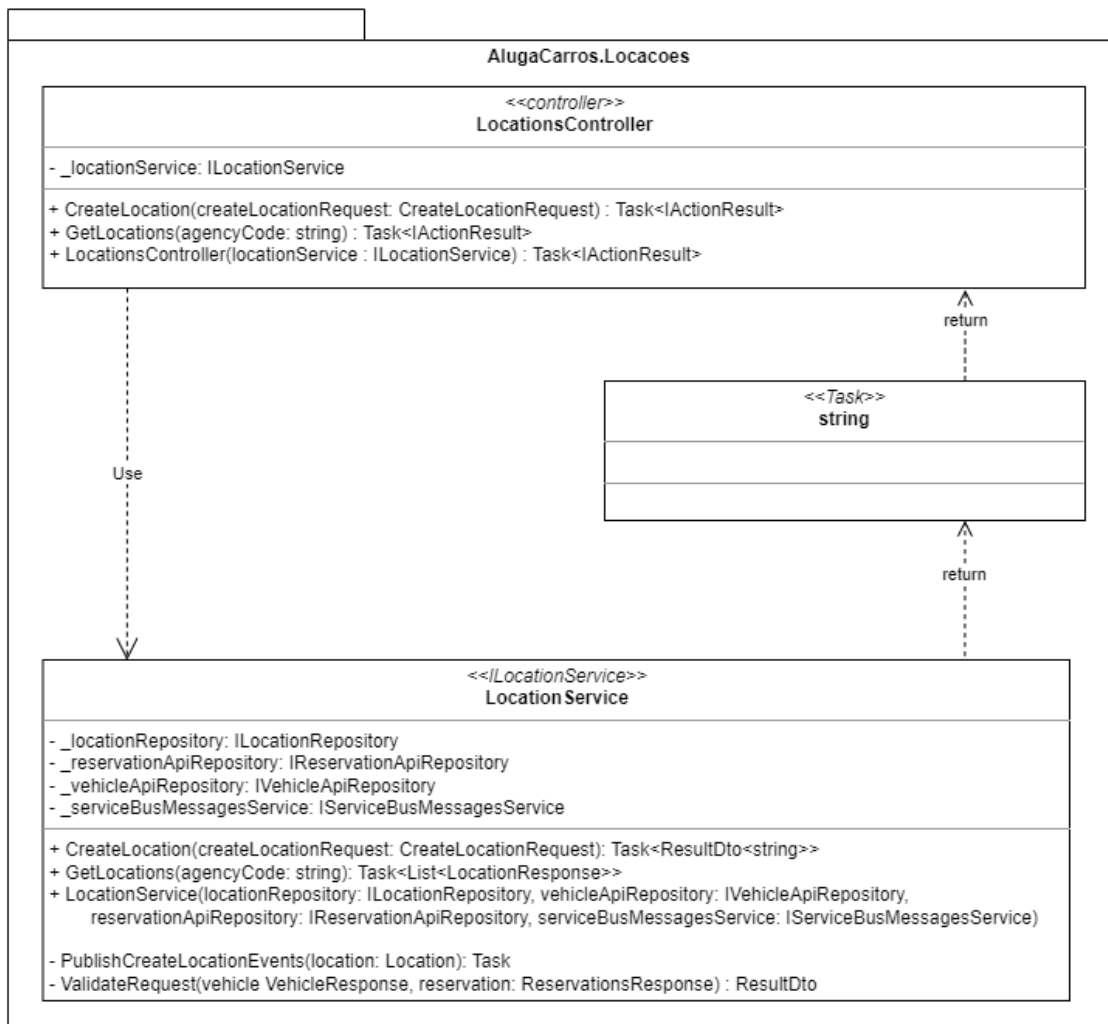 AlugaCarros.Locacoes
<<controller>>
LocationsController
- _locationService: ILocationService
+ CreateLocation(createLocationRequest: CreateLocationRequest) : Task<IActionResult>
+ GetLocations(agencyCode: string) : Task<IActionResult>
+ LocationsController(locationService : ILocationService) : Task<IActionResult>
return
<<Task>>
string
Use
return
<<ILocationService>>
LocationService
- _locationRepository: ILocationRepository
- _reservationApiRepository: IReservationApiRepository
- _vehicleApiRepository: IVehicleApiRepository
- _serviceBusMessagesService: IServiceBusMessagesService
+ CreateLocation(createLocationRequest: CreateLocationRequest): Task<ResultDto<string>>
+ GetLocations(agencyCode: string): Task<List<LocationResponse>>
+ LocationService(locationRepository: ILocationRepository, vehicleApiRepository: IVehicleApiRepository,
reservationApiRepository: IReservationApiRepository, serviceBusMessagesService: IServiceBusMessagesService)
- PublishCreateLocationEvents(location: Location): Task
- ValidateRequest(vehicle VehicleResponse, reservation: ReservationsResponse) : ResultDto